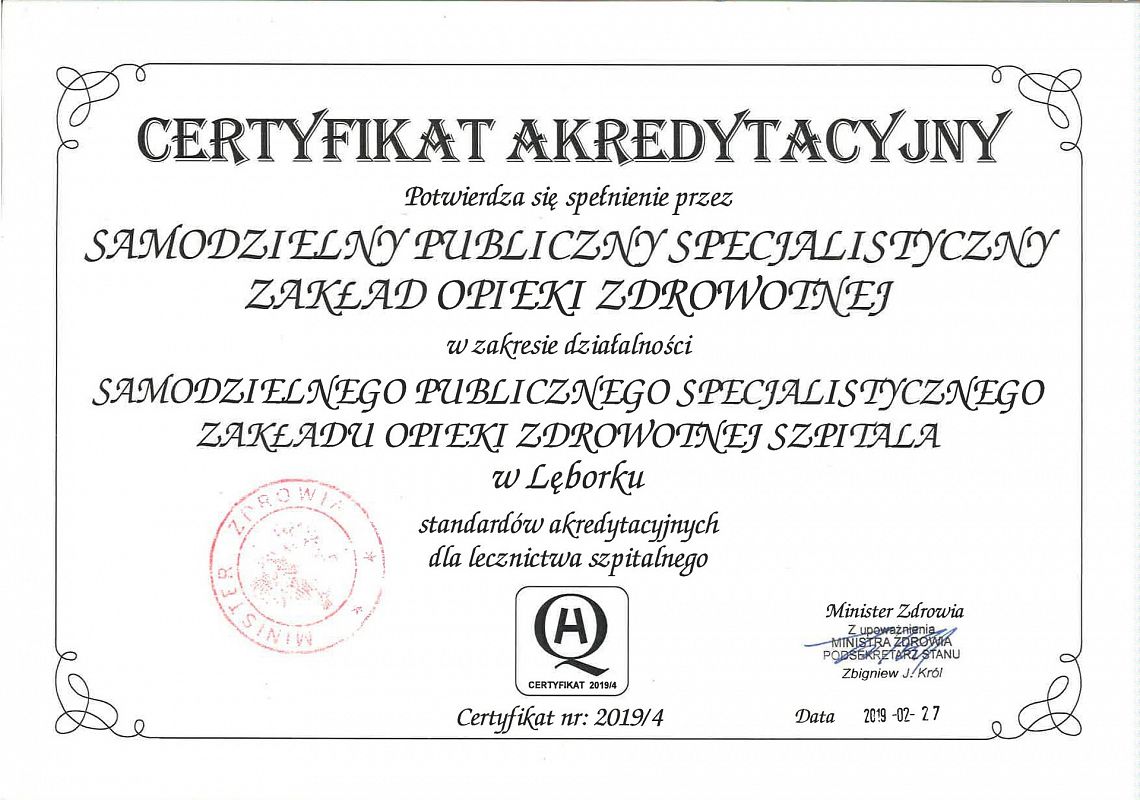 CERTYFIKAT AKREDYTACYJNY
Potwierdza się spełnienie przez
SAMODZIELNY PUBLICZNY SPECJALISTYCZNY
ZAKŁAD OPIEKI ZDROWOTNEJ
w zakresie działalności
SAMODZIELNEGO PUBLICZNEGO SPECJALISTYCZNEGO
ZAKŁADU OPIEKI ZDROWOTNEJ SZPITALA
w Lęborku
standardów akredytacyjnych
dla lecznictwa szpitalnego
MINISTER ZDROWIA * *
HQ
CERTYFIKAT 2019/4
Certyfikat nr: 2019/4
Minister Zdrowia
Z upoważnienia
MINISTRA ZDROWIA
PODSEKRETARZ STANU
Zbigniew J. Król
Data 2019 -02- 27